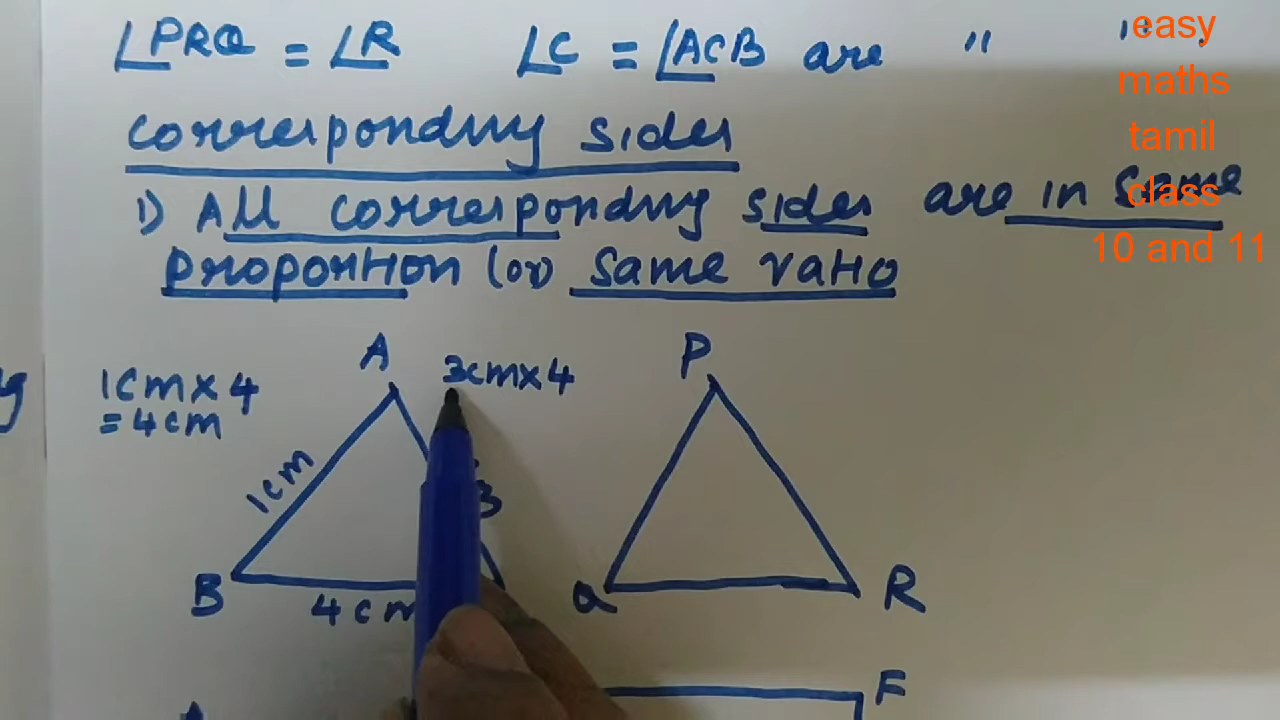 ∠PRQ = ∠R ∠C = ∠ACB are " " .
corresponding sides
1) All corresponding sides are in same
proportion (or) same ratio
A
3cm x 4
P
1cm x 4
= 4cm
1cm
3
B
4cm
Q
R
F
A
easy
maths
tamil
class
10 and 11